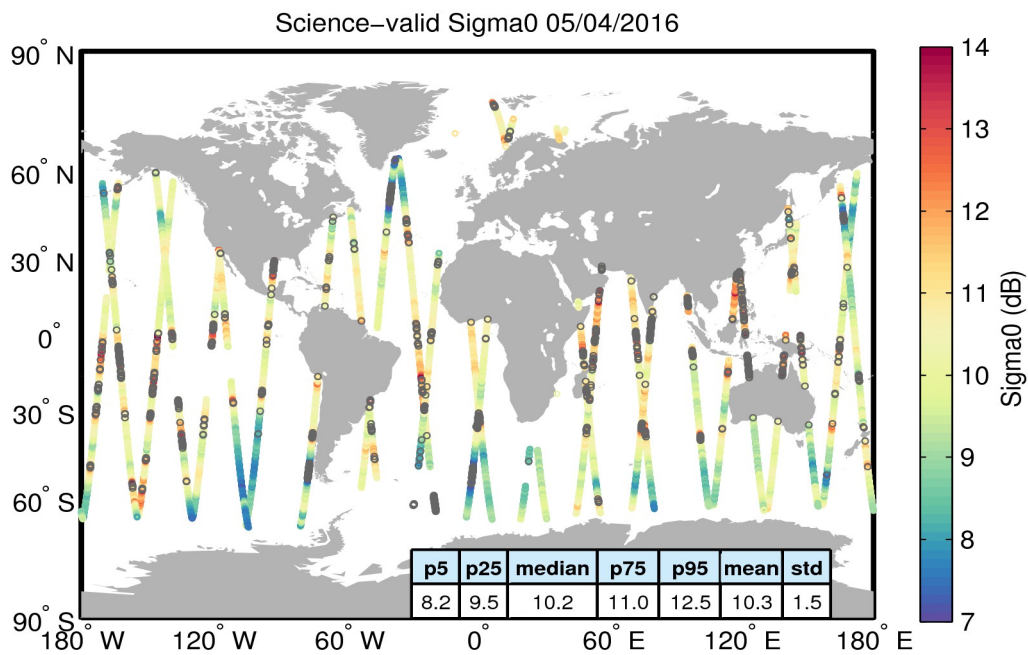 Science−valid Sigma0 05/04/2016
90° N
60° N
30° N
0°
30° S
60° S
90° S
180° W
120° W
60° W
0°
60° E
120° E
180° E
p5 p25 median p75 p95 mean std
8.2 9.5 10.2 11.0 12.5 10.3 1.5
14
13
12
11
10
9
8
7
Sigma0 (dB)